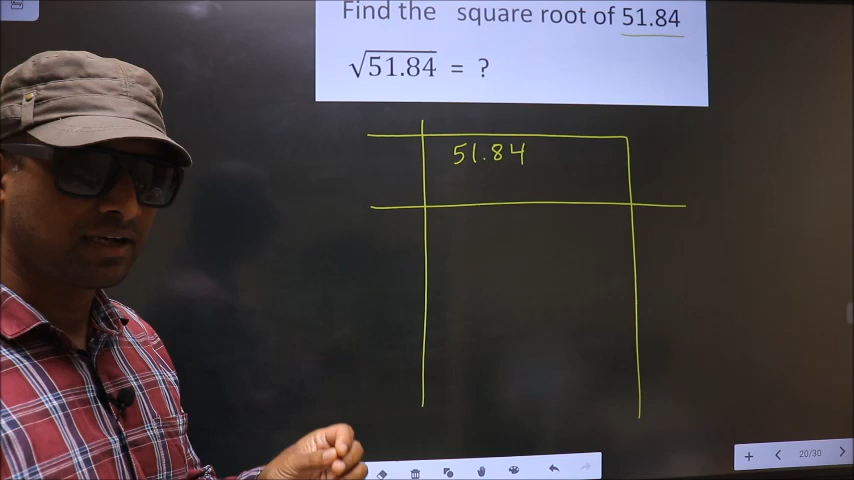 Find the square root of 51.84
√51.84 = ?
51.84
20/30